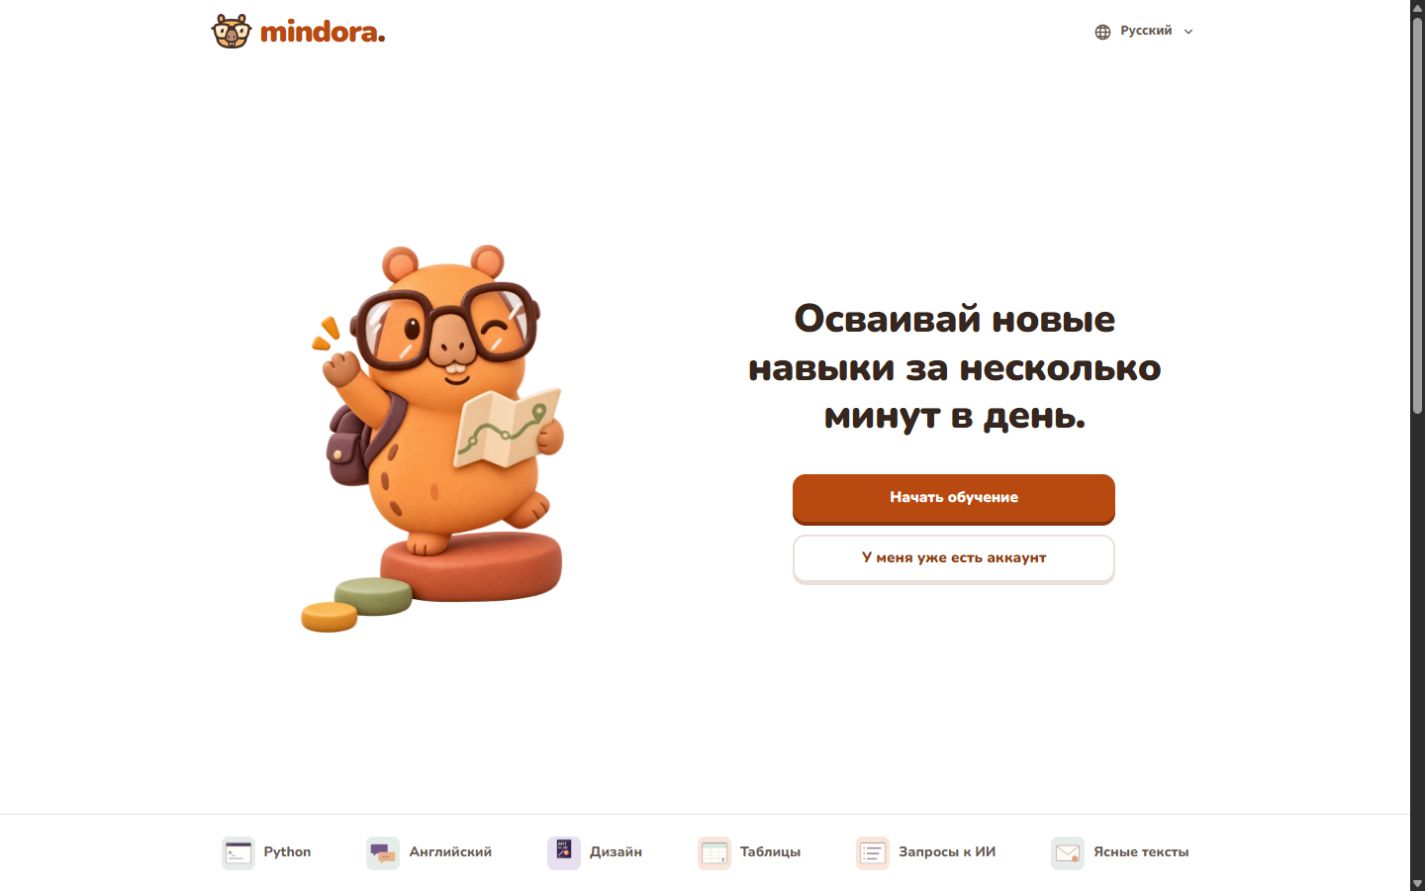 mindora.
Русский
Осваивай новые
навыки за несколько
минут в день.
Начать обучение
У меня уже есть аккаунт
Python
Английский
Дизайн
Таблицы
Запросы к ИИ
Ясные тексты